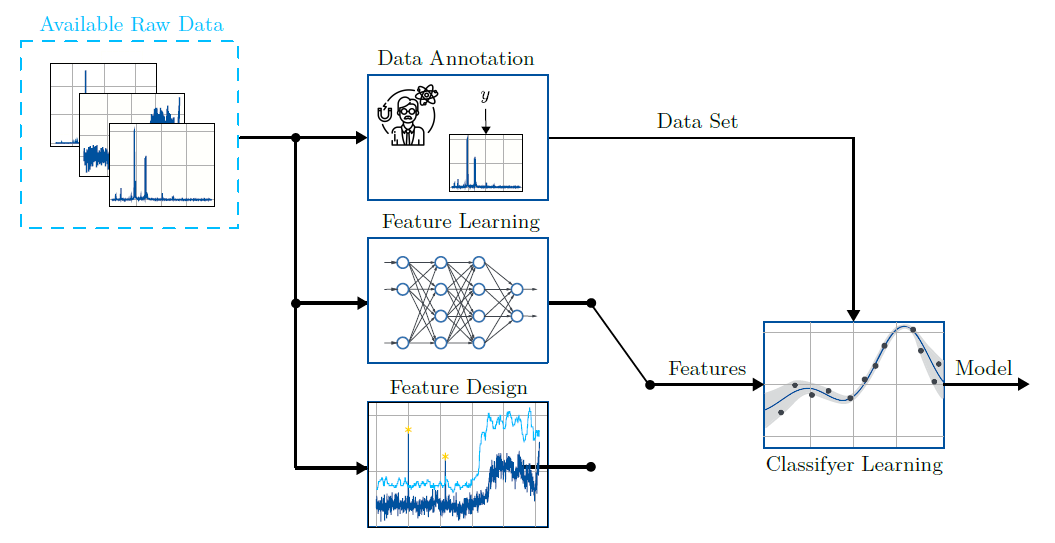 Available Raw Data
Data Annotation
y
Data Set
Feature Learning
Feature Design
Features
Model
Classifyer Learning